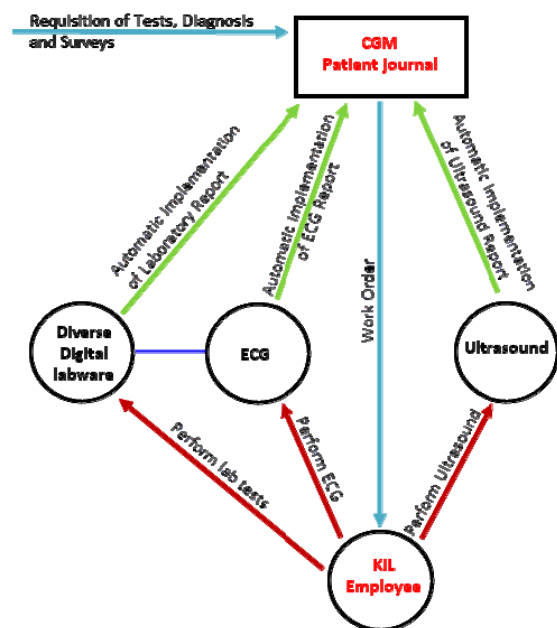 Requisition of Tests, Diagnosis
and Surveys
CGM
Patient journal
Automatic Implementation
of Laboratory Report
Automatic Implementation
of ECG Report
Work Order
Automatic Implementation
of Ultrasound Report
Diverse
Digital
labware
ECG
Ultrasound
Perform lab tests
Perform ECG
Perform Ultrasound
KIL
Employee